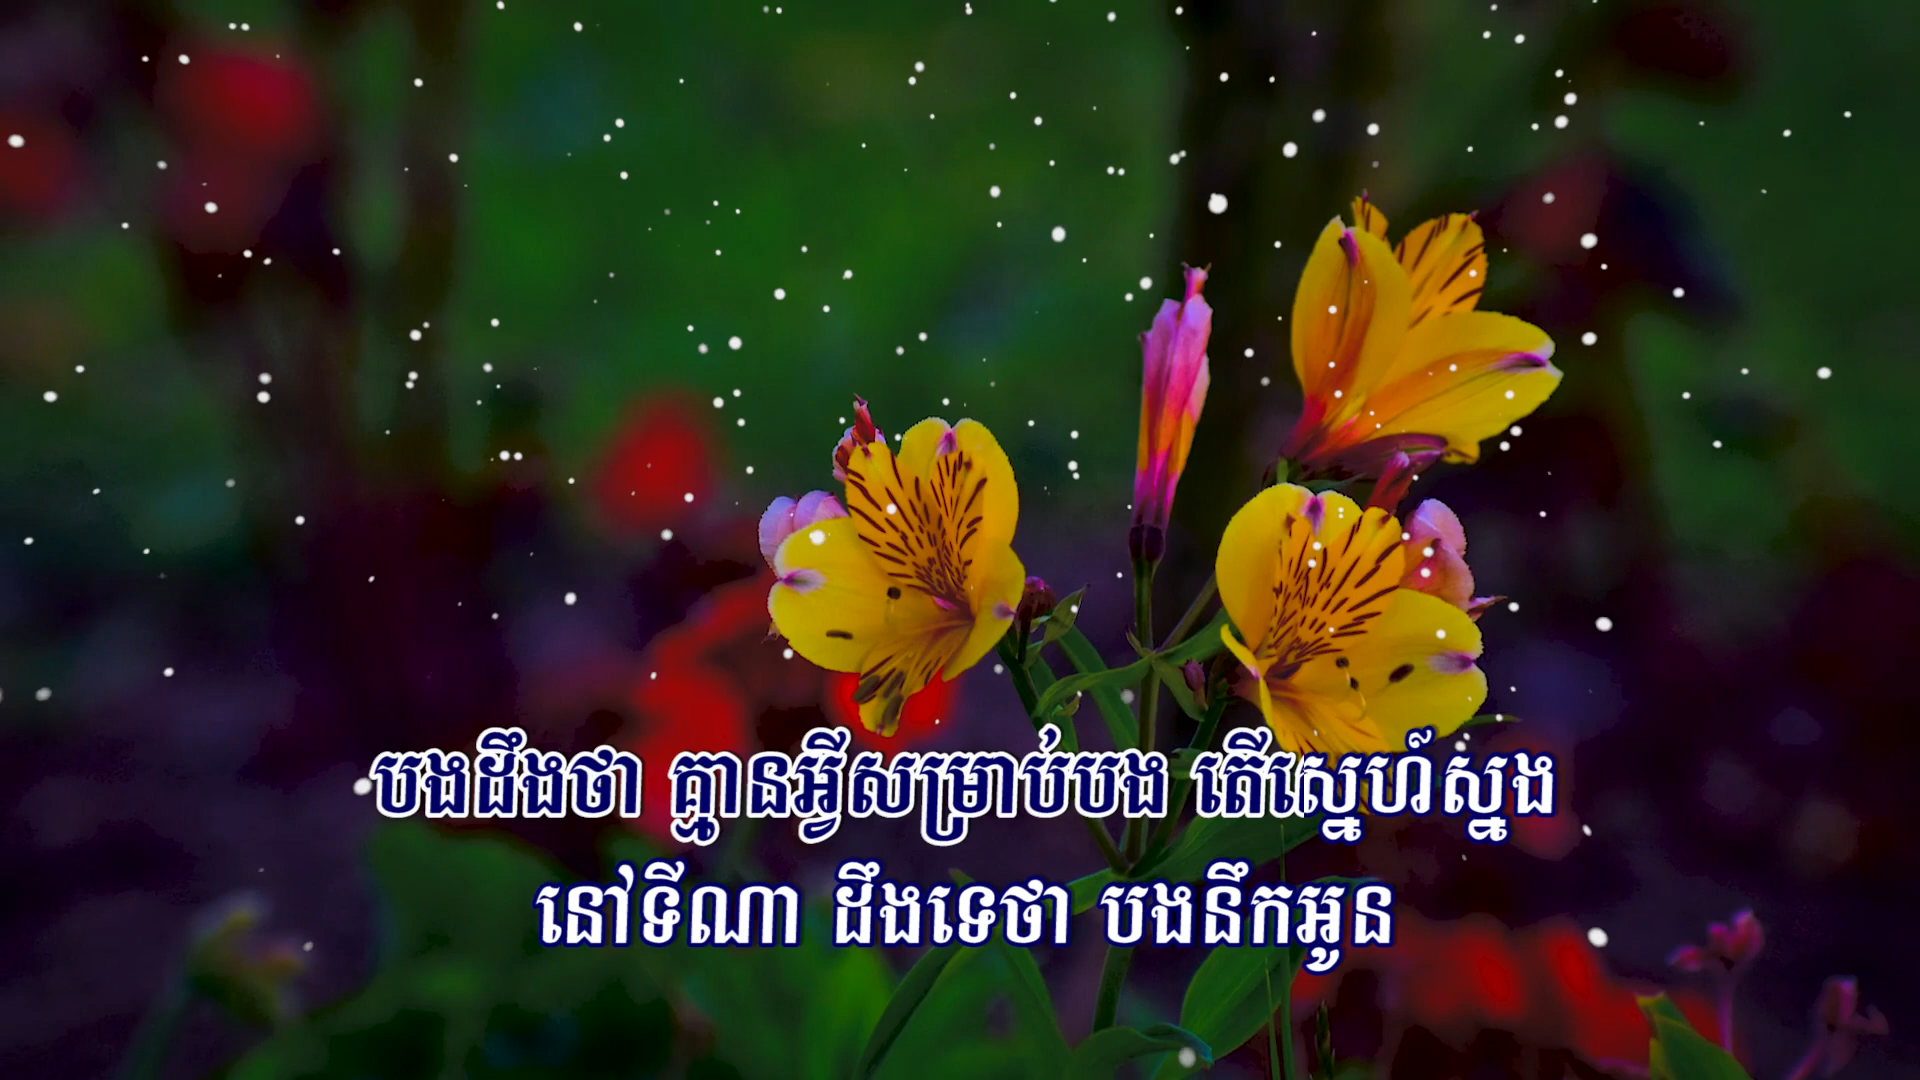 បងដឹងថា គ្មានអ្វីសម្រាប់បង តើស្នេហ៍ស្នង
នៅទីណា ដឹងទេថា បងនឹកអូន